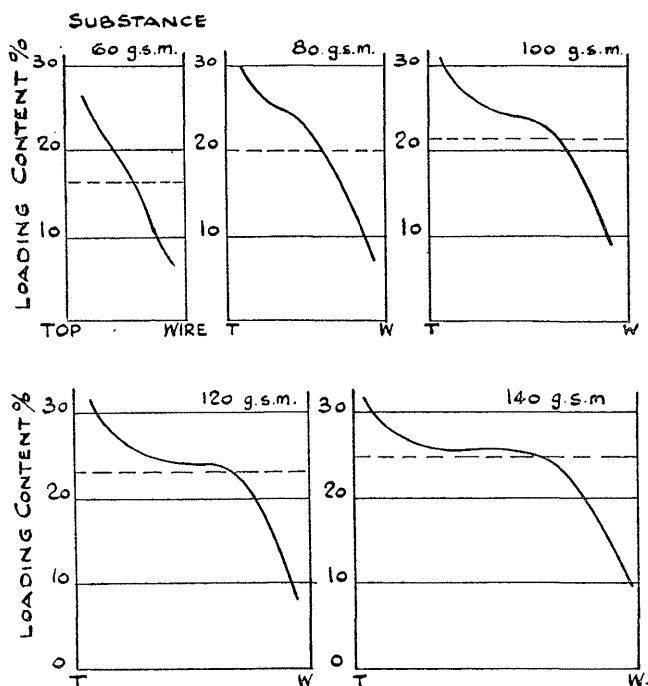 SUBSTANCE
60 g.s.m.
80. g.s.m.
100 g.s.m.
LOADING CONTENT %
30
20
10
TOP
WIRE
30
20
10
T
W
30
20
10
T
W
120 g.s.m.
140 g.s.m
LOADING CONTENT %
30
20
10
0
T
W
30
20
10
0
T
W.